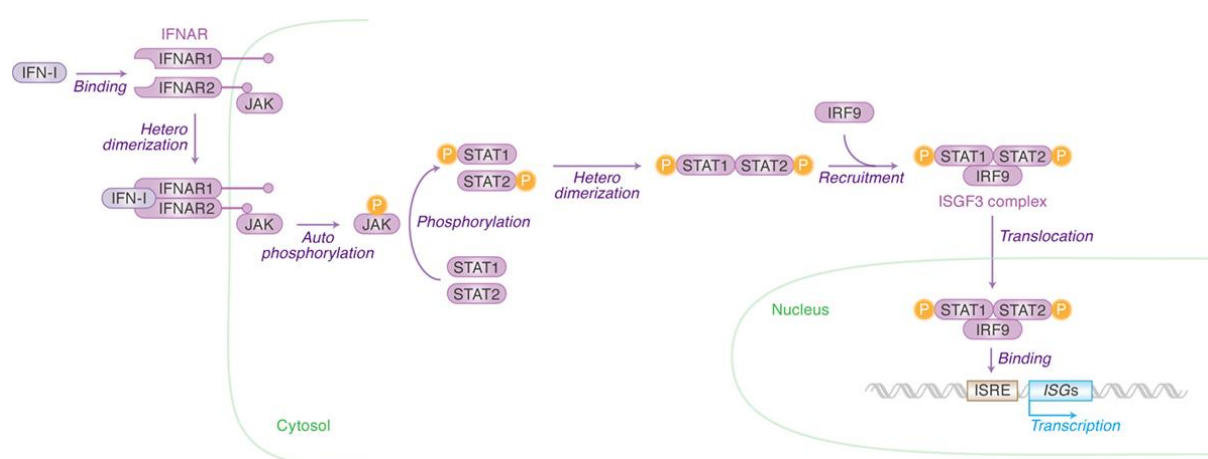 IFNAR
IFN-I
Binding
IFNAR1
IFNAR2
JAK
Hetero
dimerization
IFN-I
IFNAR1
IFNAR2
JAK
Auto
phosphorylation
P
JAK
Phosphorylation
STAT1
STAT2
P STAT1
STAT2 P
Hetero
dimerization
P STAT1 STAT2 P
IRF9
Recruitment
P STAT1 STAT2 P
IRF9
ISGF3 complex
Translocation
Cytosol
Nucleus
P STAT1 STAT2 P
IRF9
Binding
ISRE
ISGs
Transcription